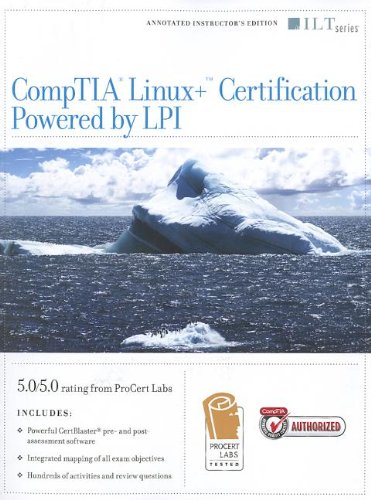 ANNOTATED INSTRUCTOR'S EDITION
ILT series
CompTIA® Linux+™ Certification
Powered by LPI
5.0/5.0 rating from ProCert Labs
INCLUDES:
Powerful CertBlaster® pre- and post-
assessment software
Integrated mapping of all exam objectives
Hundreds of activities and review questions
PROCERT
LABS
TESTED
CompTIA
AUTHORIZED